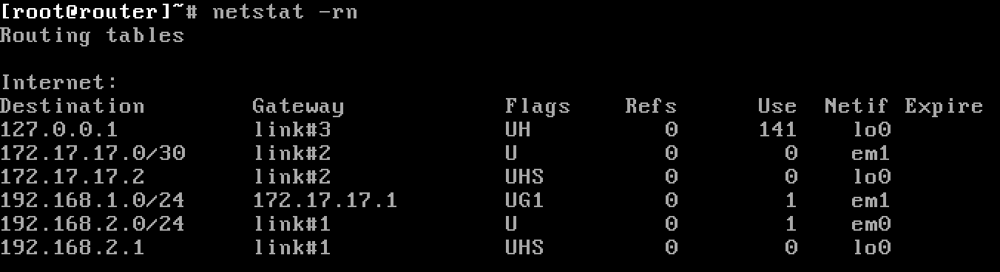 [root@router]~# netstat -rn
Routing tables
Internet:
Destination Gateway Flags Refs Use Netif Expire
127.0.0.1 link#3 UH 0 141 lo0
172.17.17.0/30 link#2 U 0 0 em1
172.17.17.2 link#2 UHS 0 0 lo0
192.168.1.0/24 172.17.17.1 UG1 0 1 em1
192.168.2.0/24 link#1 U 0 1 em0
192.168.2.1 link#1 UHS 0 0 lo0